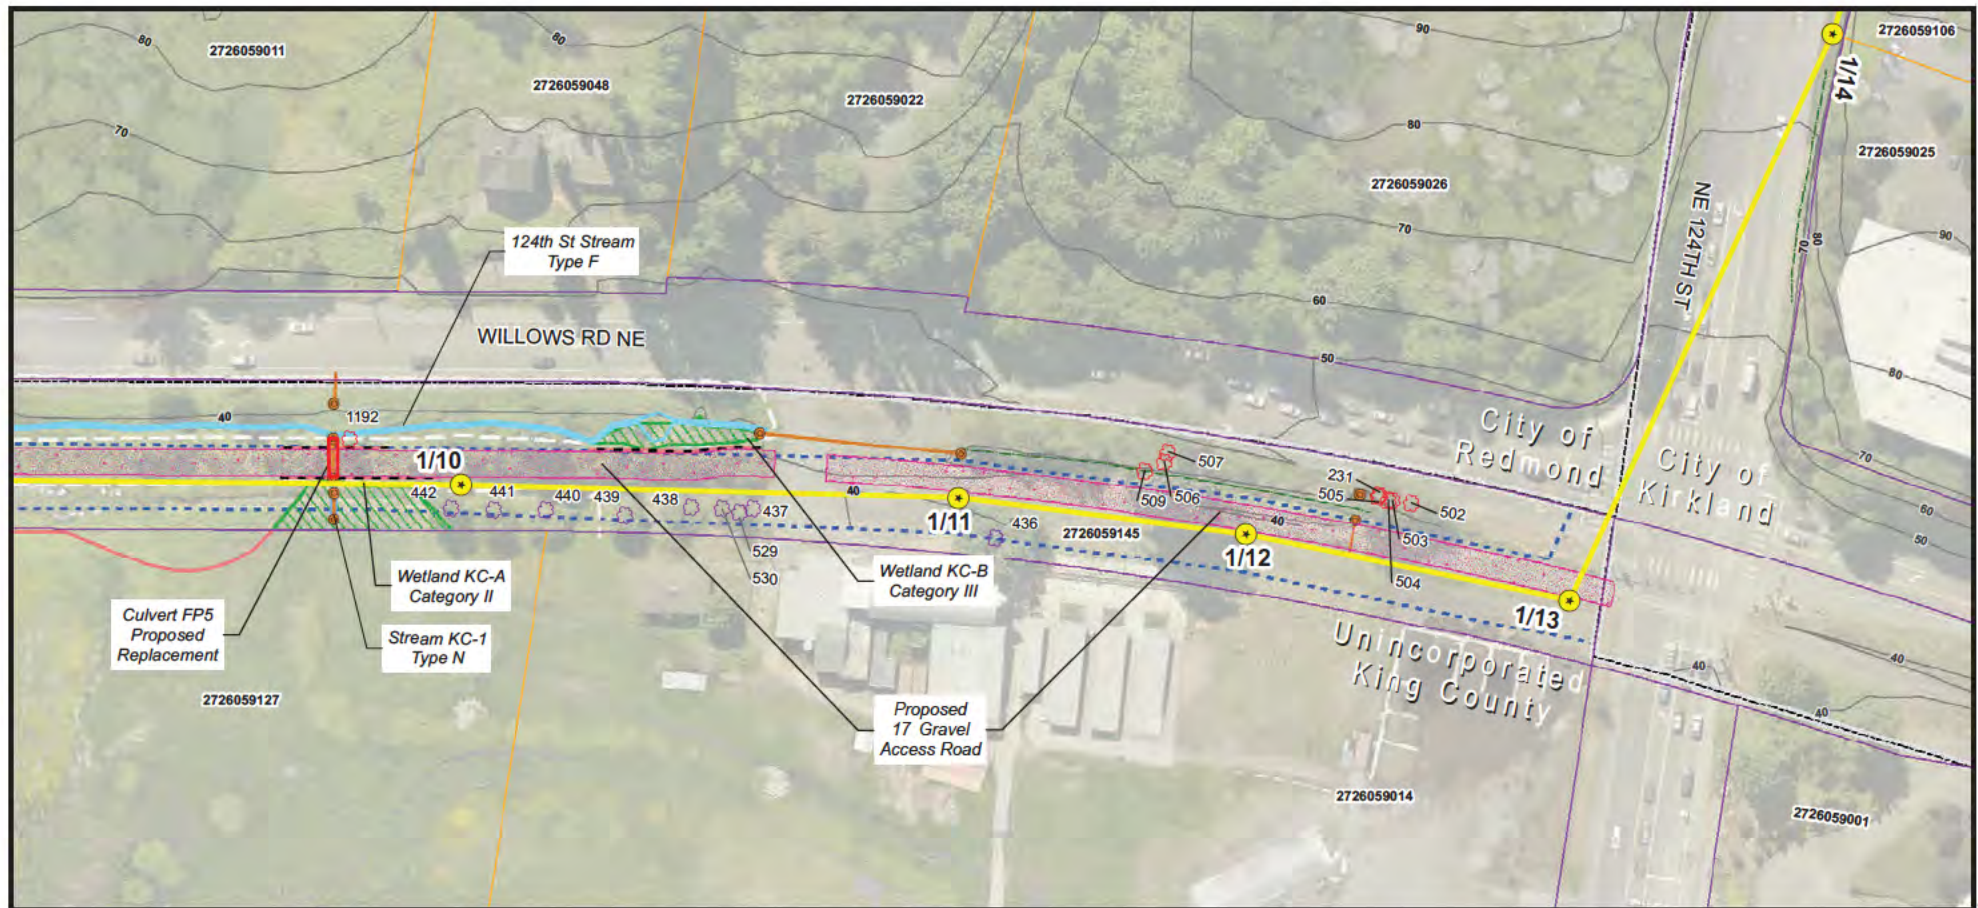 80
2726059011
80
2726059048
2726059022
90
2726059106
1/14
70
80
2726059025
2726059026
NE 124TH ST
70
80
70
90
124th St Stream
Type F
60
WILLOWS RD NE
50
80
40
1192
City of
Redmond
City of
Kirkland
70
60
50
1/10
442
441
440
439
438
437
529
530
40
1/11
436
2726059145
507
506
509
40
1/12
231
505
502
503
504
1/13
Wetland KC-A
Category II
Wetland KC-B
Category III
Culvert FP5
Proposed
Replacement
Stream KC-1
Type N
Unincorporated
King County
40
40
40
2726059127
Proposed
17 Gravel
Access Road
2726059014
2726059001